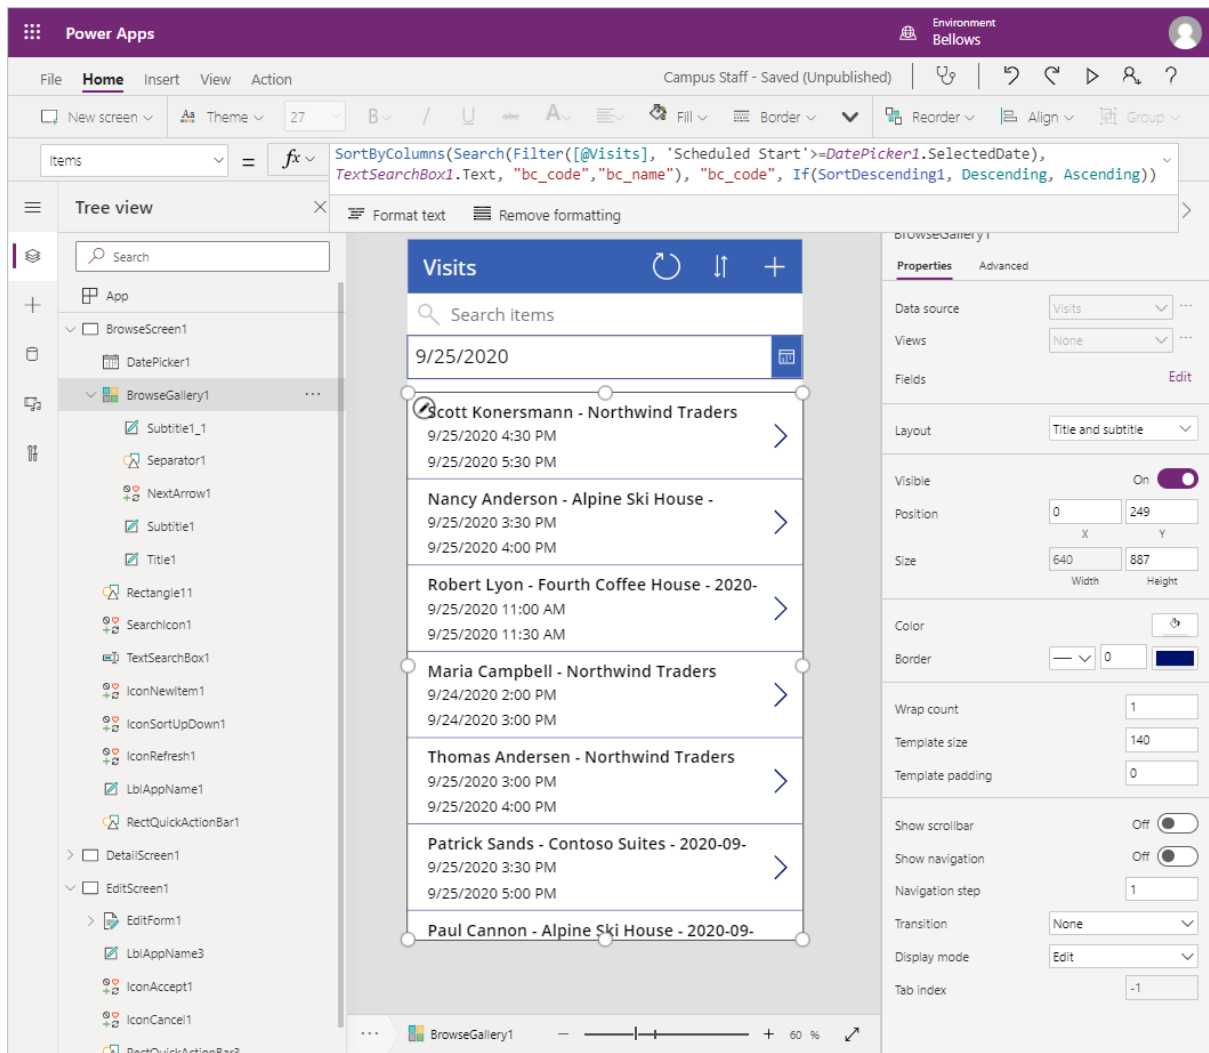 Power Apps
Environment
Bellows
File Home Insert View Action
Campus Staff - Saved (Unpublished)
?
New screen Aa Theme 27 B / U abc A Fill Border Reorder Align Group
Items = fx
SortByColumns(Search(Filter([@Visits], 'Scheduled Start'>=DatePicker1.SelectedDate),
TextSearchBox1.Text, "bc_code","bc_name"), "bc_code", If(SortDescending1, Descending, Ascending))
Format text Remove formatting
Tree view
Search
App
BrowseScreen1
DatePicker1
BrowseGallery1 ...
Subtitle1_1
Separator1
NextArrow1
Subtitle1
Title1
Rectangle11
SearchIcon1
TextSearchBox1
IconNewItem1
IconSortUpDown1
IconRefresh1
LblAppName1
RectQuickActionBar1
DetailScreen1
EditScreen1
EditForm1
LblAppName3
IconAccept1
IconCancel1
RectQuickActionBar3
Visits
Search items
9/25/2020
Scott Konersmann - Northwind Traders
9/25/2020 4:30 PM
9/25/2020 5:30 PM
Nancy Anderson - Alpine Ski House -
9/25/2020 3:30 PM
9/25/2020 4:00 PM
Robert Lyon - Fourth Coffee House - 2020-
9/25/2020 11:00 AM
9/25/2020 11:30 AM
Maria Campbell - Northwind Traders
9/24/2020 2:00 PM
9/24/2020 3:00 PM
Thomas Andersen - Northwind Traders
9/25/2020 3:00 PM
9/25/2020 4:00 PM
Patrick Sands - Contoso Suites - 2020-09-
9/25/2020 3:30 PM
9/25/2020 5:00 PM
Paul Cannon - Alpine Ski House - 2020-09-
... BrowseGallery1 − + 60 %
BrowseGallery1
Properties Advanced
Data source Visits ...
Views None ...
Fields Edit
Layout Title and subtitle
Visible On
Position 0 249
X Y
Size 640 887
Width Height
Color
Border 0
Wrap count 1
Template size 140
Template padding 0
Show scrollbar Off
Show navigation Off
Navigation step 1
Transition None
Display mode Edit
Tab index -1